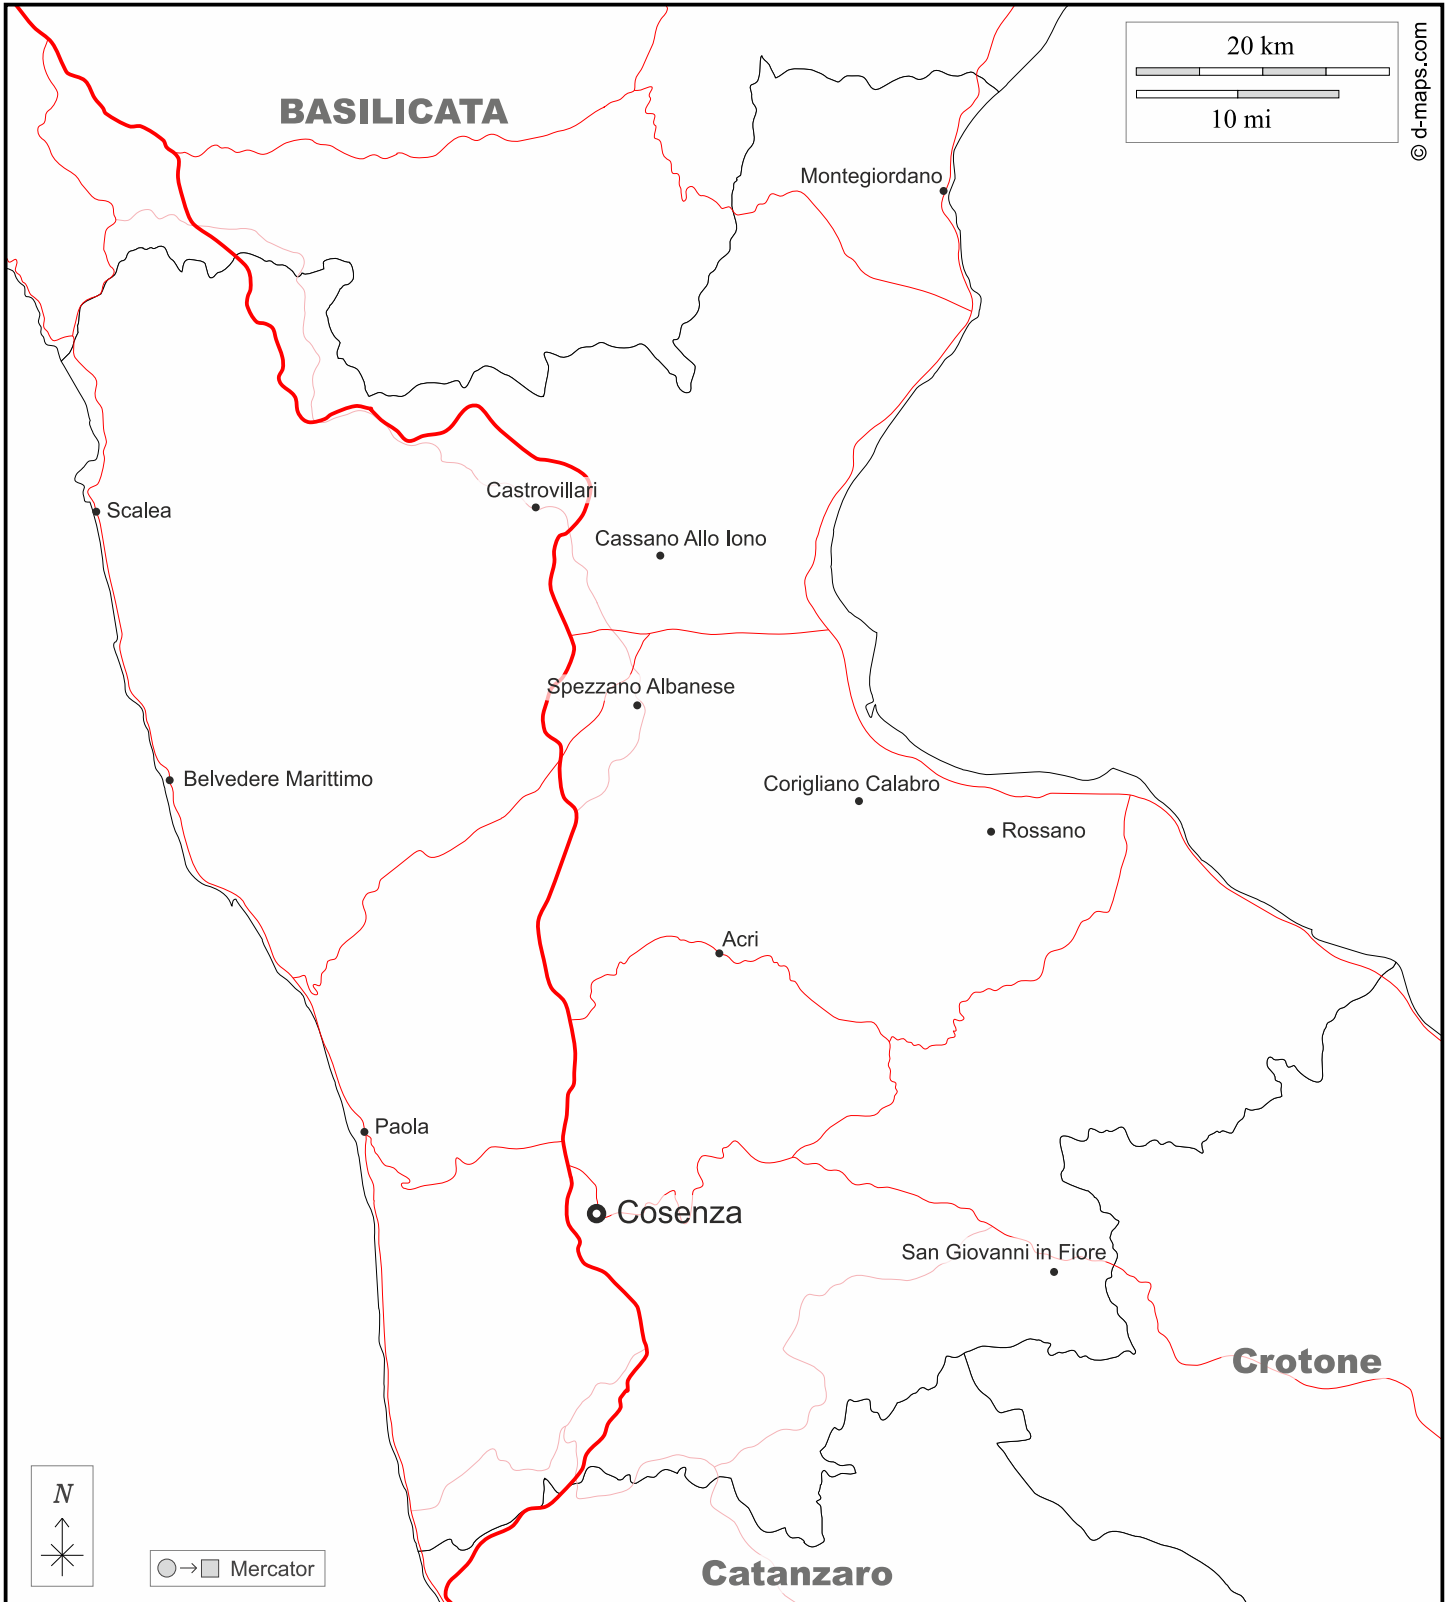 20 km
10 mi
© d-maps.com
BASILICATA
Montegiordano
Castrovillari
Scalea
Cassano Allo Iono
Spezzano Albanese
Belvedere Marittimo
Corigliano Calabro
Rossano
Acri
Paola
Cosenza
San Giovanni in Fiore
Crotone
N
Mercator
Catanzaro